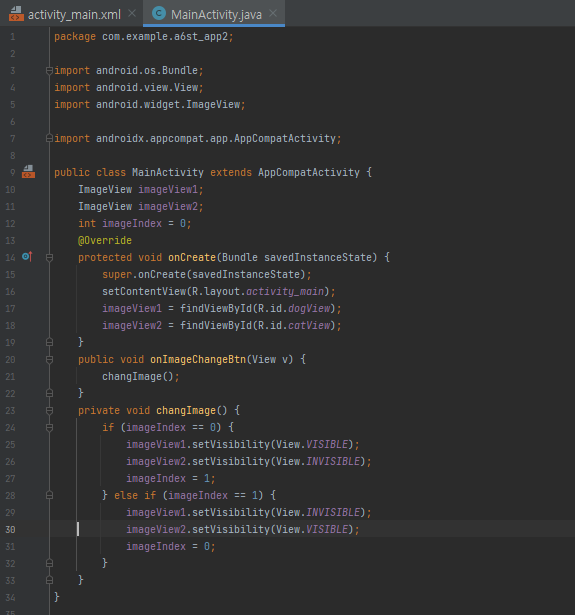 activity_main.xml MainActivity.java
1 package com.example.a6st_app2;
2
3 import android.os.Bundle;
4 import android.view.View;
5 import android.widget.ImageView;
6
7 import androidx.appcompat.app.AppCompatActivity;
8
9 public class MainActivity extends AppCompatActivity {
10 ImageView imageView1;
11 ImageView imageView2;
12 int imageIndex = 0;
13 @Override
14 protected void onCreate(Bundle savedInstanceState) {
15 super.onCreate(savedInstanceState);
16 setContentView(R.layout.activity_main);
17 imageView1 = findViewById(R.id.dogView);
18 imageView2 = findViewById(R.id.catView);
19 }
20 public void onImageChangeBtn(View v) {
21 changImage();
22 }
23 private void changImage() {
24 if (imageIndex == 0) {
25 imageView1.setVisibility(View.VISIBLE);
26 imageView2.setVisibility(View.INVISIBLE);
27 imageIndex = 1;
28 } else if (imageIndex == 1) {
29 imageView1.setVisibility(View.INVISIBLE);
30 imageView2.setVisibility(View.VISIBLE);
31 imageIndex = 0;
32 }
33 }
34 }
35